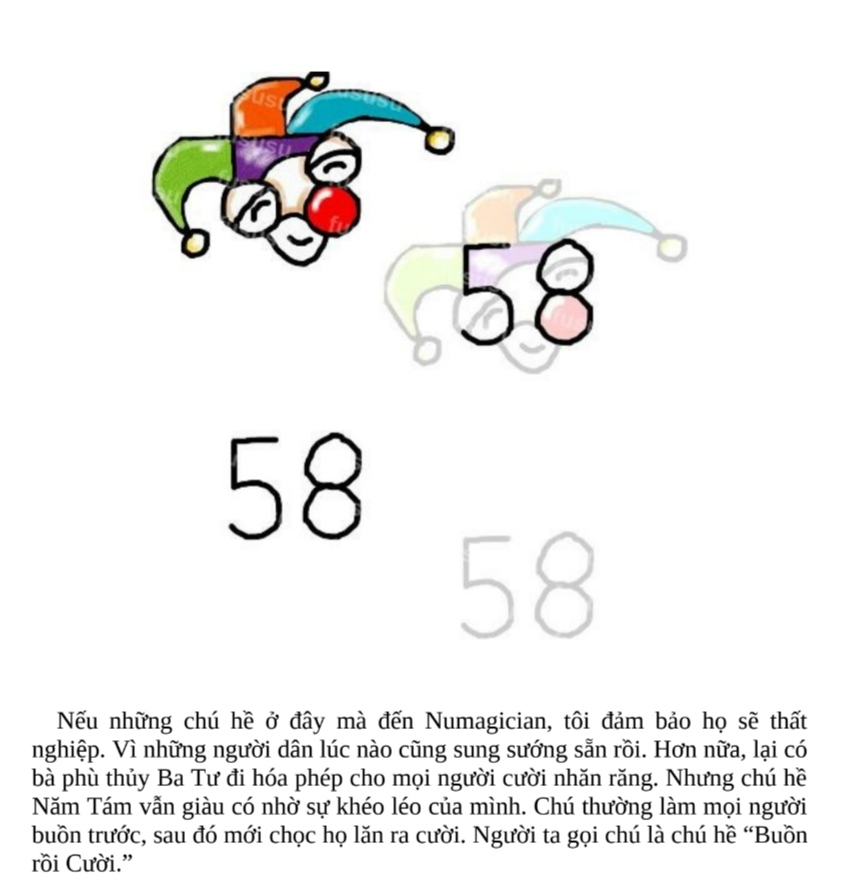 58
58
58
Nếu những chú hề ở đây mà đến Numagician, tôi đảm bảo họ sẽ thất
nghiệp. Vì những người dân lúc nào cũng sung sướng sẵn rồi. Hơn nữa, lại có
bà phù thủy Ba Tư đi hóa phép cho mọi người cười nhăn răng. Nhưng chú hề
Năm Tám vẫn giàu có nhờ sự khéo léo của mình. Chú thường làm mọi người
buồn trước, sau đó mới chọc họ lăn ra cười. Người ta gọi chú là chú hề “Buồn
rồi Cười.”